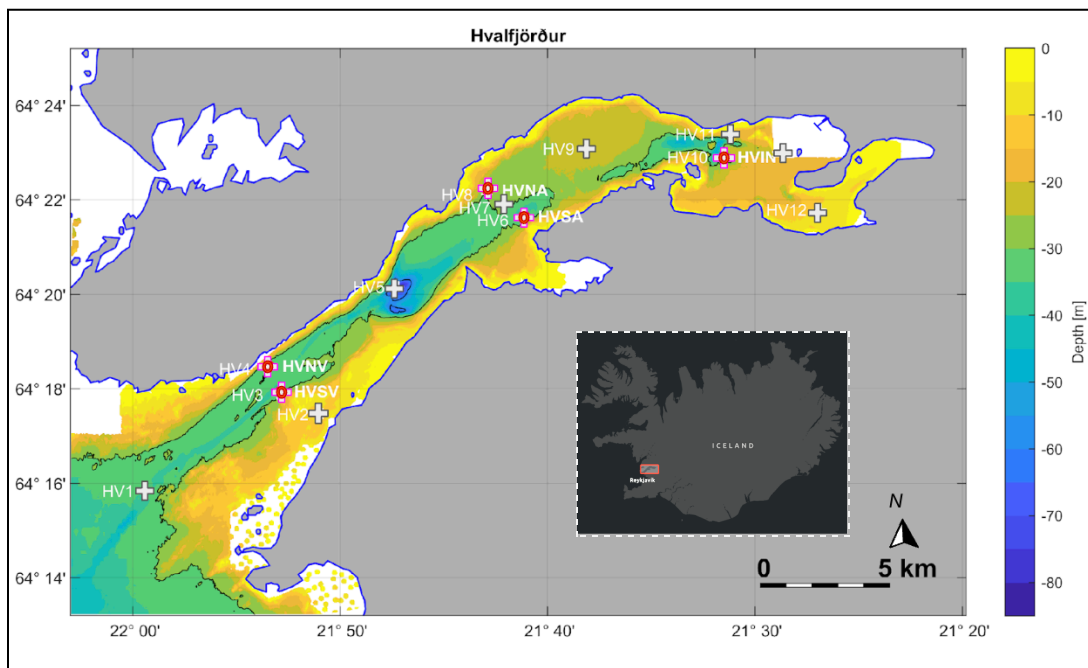 Hvalfjörður
64° 24'
64° 22'
64° 20'
64° 18'
64° 16'
64° 14'
22° 00'
21° 50'
21° 40'
21° 30'
21° 20'
HV11
HV10
HVIN
HV9
HV8
HVNA
HV7
HV6
HVSA
HV12
HV5
HV4
HVNV
HV3
HVSV
HV2
HV1
ICELAND
Reykjavik
N
0 5 km
0
-10
-20
-30
-40
-50
-60
-70
-80
Depth [m]